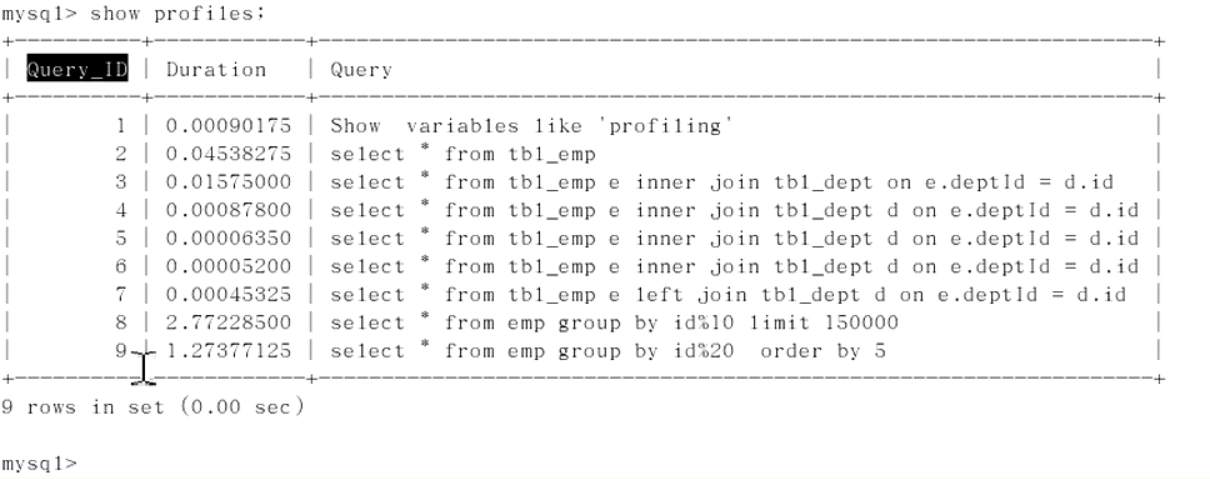 mysql> show profiles;
+----------+------------+-----------------------------------------------------------------+
| Query_ID | Duration   | Query                                                           |
+----------+------------+-----------------------------------------------------------------+
|        1 | 0.00090175 | Show  variables like 'profiling'                                |
|        2 | 0.04538275 | select * from tbl_emp                                           |
|        3 | 0.01575000 | select * from tbl_emp e inner join tbl_dept on e.deptId = d.id   |
|        4 | 0.00087800 | select * from tbl_emp e inner join tbl_dept d on e.deptId = d.id |
|        5 | 0.00006350 | select * from tbl_emp e inner join tbl_dept d on e.deptId = d.id |
|        6 | 0.00005200 | select * from tbl_emp e inner join tbl_dept d on e.deptId = d.id |
|        7 | 0.00045325 | select * from tbl_emp e left join tbl_dept d on e.deptId = d.id  |
|        8 | 2.77228500 | select * from emp group by id%10 limit 150000                   |
|        9 | 1.27377125 | select * from emp group by id%20  order by 5                    |
+----------+------------+-----------------------------------------------------------------+
9 rows in set (0.00 sec)
mysql>